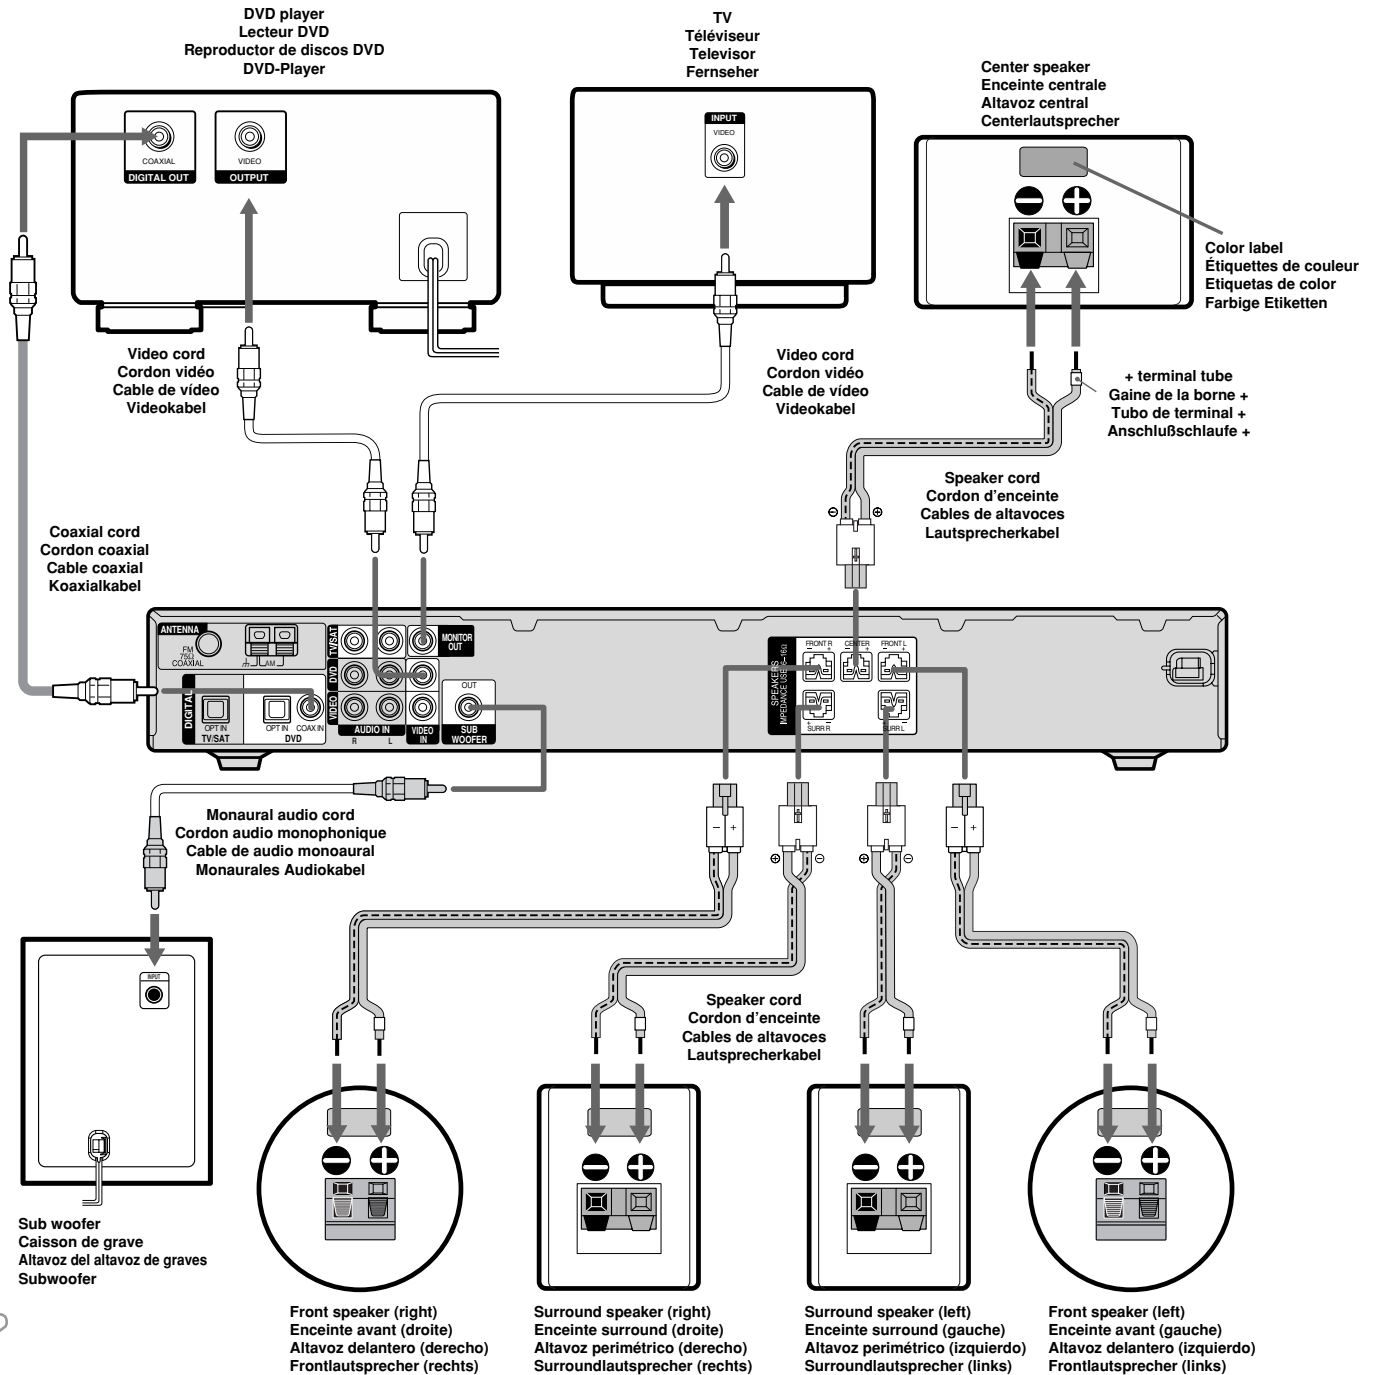 DVD player
Lecteur DVD
Reproductor de discos DVD
DVD-Player
TV
Téléviseur
Televisor
Fernseher
Center speaker
Enceinte centrale
Altavoz central
Centerlautsprecher
COAXIAL
DIGITAL OUT
VIDEO
OUTPUT
INPUT
VIDEO
Color label
Étiquettes de couleur
Etiquetas de color
Farbige Etiketten
Video cord
Cordon vidéo
Cable de vídeo
Videokabel
Video cord
Cordon vidéo
Cable de vídeo
Videokabel
+ terminal tube
Gaine de la borne +
Tubo de terminal +
Anschlußschlaufe +
Speaker cord
Cordon d'enceinte
Cables de altavoces
Lautsprecherkabel
Coaxial cord
Cordon coaxial
Cable coaxial
Koaxialkabel
ANTENNA
FM
75Ω
COAXIAL
AM
TV/SAT
DVD
VIDEO
MONITOR
OUT
DIGITAL
OPT IN
TV/SAT
OPT IN
COAX IN
DVD
AUDIO IN
R L
VIDEO
IN
OUT
SUB
WOOFER
SPEAKERS
IMPEDANCE USE 6–16Ω
FRONT R
CENTER
FRONT L
– +
– +
– +
+ –
+ –
SURR R
SURR L
Monaural audio cord
Cordon audio monophonique
Cable de audio monoaural
Monaurales Audiokabel
– +
– +
INPUT
Speaker cord
Cordon d'enceinte
Cables de altavoces
Lautsprecherkabel
Sub woofer
Caisson de grave
Altavoz del altavoz de graves
Subwoofer
Front speaker (right)
Enceinte avant (droite)
Altavoz delantero (derecho)
Frontlautsprecher (rechts)
Surround speaker (right)
Enceinte surround (droite)
Altavoz perimétrico (derecho)
Surroundlautsprecher (rechts)
Surround speaker (left)
Enceinte surround (gauche)
Altavoz perimétrico (izquierdo)
Surroundlautsprecher (links)
Front speaker (left)
Enceinte avant (gauche)
Altavoz delantero (izquierdo)
Frontlautsprecher (links)